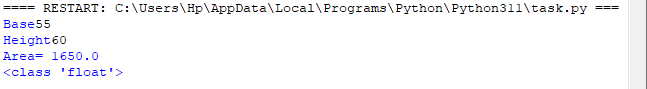 ==== RESTART: C:\Users\Hp\AppData\Local\Programs\Python\Python311\task.py ===
Base55
Height60
Area= 1650.0
<class 'float'>